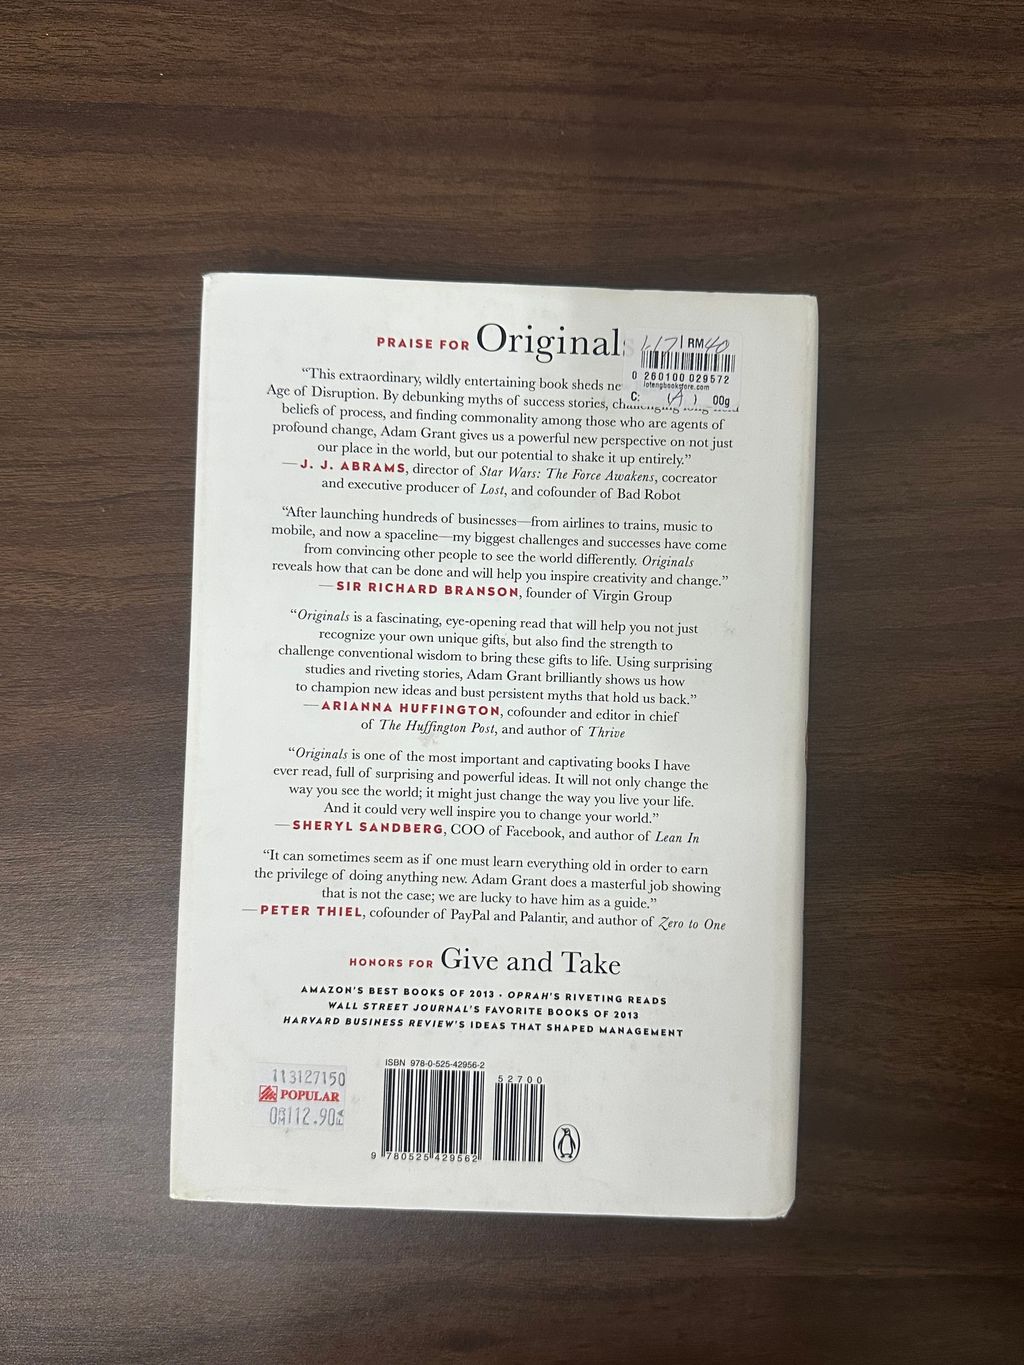 PRAISE FOR Original
1.17 | RM40
0 260100 029572
lotengbookstore.com
C: (A) 00g
“This extraordinary, wildly entertaining book sheds ne
Age of Disruption. By debunking myths of success stories, challenging long
beliefs of process, and finding commonality among those who are agents of
profound change, Adam Grant gives us a powerful new perspective on not just
our place in the world, but our potential to shake it up entirely.”
—J. J. ABRAMS, director of Star Wars: The Force Awakens, cocreator
and executive producer of Lost, and cofounder of Bad Robot
“After launching hundreds of businesses—from airlines to trains, music to
mobile, and now a spaceline—my biggest challenges and successes have come
from convincing other people to see the world differently. Originals
reveals how that can be done and will help you inspire creativity and change.”
—SIR RICHARD BRANSON, founder of Virgin Group
“Originals is a fascinating, eye-opening read that will help you not just
recognize your own unique gifts, but also find the strength to
challenge conventional wisdom to bring these gifts to life. Using surprising
studies and riveting stories, Adam Grant brilliantly shows us how
to champion new ideas and bust persistent myths that hold us back.”
—ARIANNA HUFFINGTON, cofounder and editor in chief
of The Huffington Post, and author of Thrive
“Originals is one of the most important and captivating books I have
ever read, full of surprising and powerful ideas. It will not only change the
way you see the world; it might just change the way you live your life.
And it could very well inspire you to change your world.”
—SHERYL SANDBERG, COO of Facebook, and author of Lean In
“It can sometimes seem as if one must learn everything old in order to earn
the privilege of doing anything new. Adam Grant does a masterful job showing
that is not the case; we are lucky to have him as a guide.”
—PETER THIEL, cofounder of PayPal and Palantir, and author of Zero to One
HONORS FOR Give and Take
AMAZON'S BEST BOOKS OF 2013 · OPRAH'S RIVETING READS
WALL STREET JOURNAL'S FAVORITE BOOKS OF 2013
HARVARD BUSINESS REVIEW'S IDEAS THAT SHAPED MANAGEMENT
ISBN 978-0-525-42956-2
52700
9 780525 429562
113127150
POPULAR
RM112.90